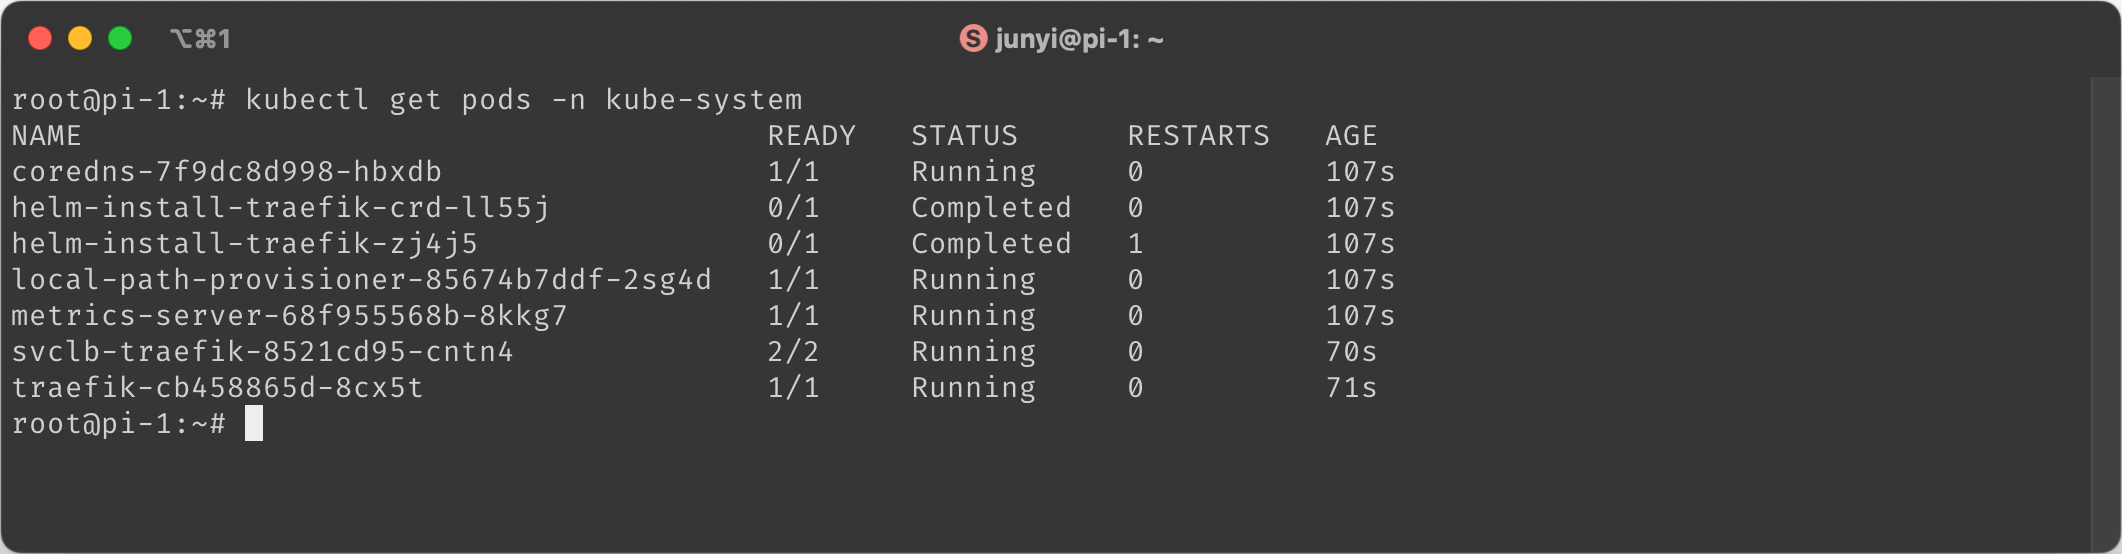 ⌥⌘1 S junyi@pi-1: ~
root@pi-1:~# kubectl get pods -n kube-system
NAME READY STATUS RESTARTS AGE
coredns-7f9dc8d998-hbxdb 1/1 Running 0 107s
helm-install-traefik-crd-ll55j 0/1 Completed 0 107s
helm-install-traefik-zj4j5 0/1 Completed 1 107s
local-path-provisioner-85674b7ddf-2sg4d 1/1 Running 0 107s
metrics-server-68f955568b-8kkg7 1/1 Running 0 107s
svclb-traefik-8521cd95-cntn4 2/2 Running 0 70s
traefik-cb458865d-8cx5t 1/1 Running 0 71s
root@pi-1:~#